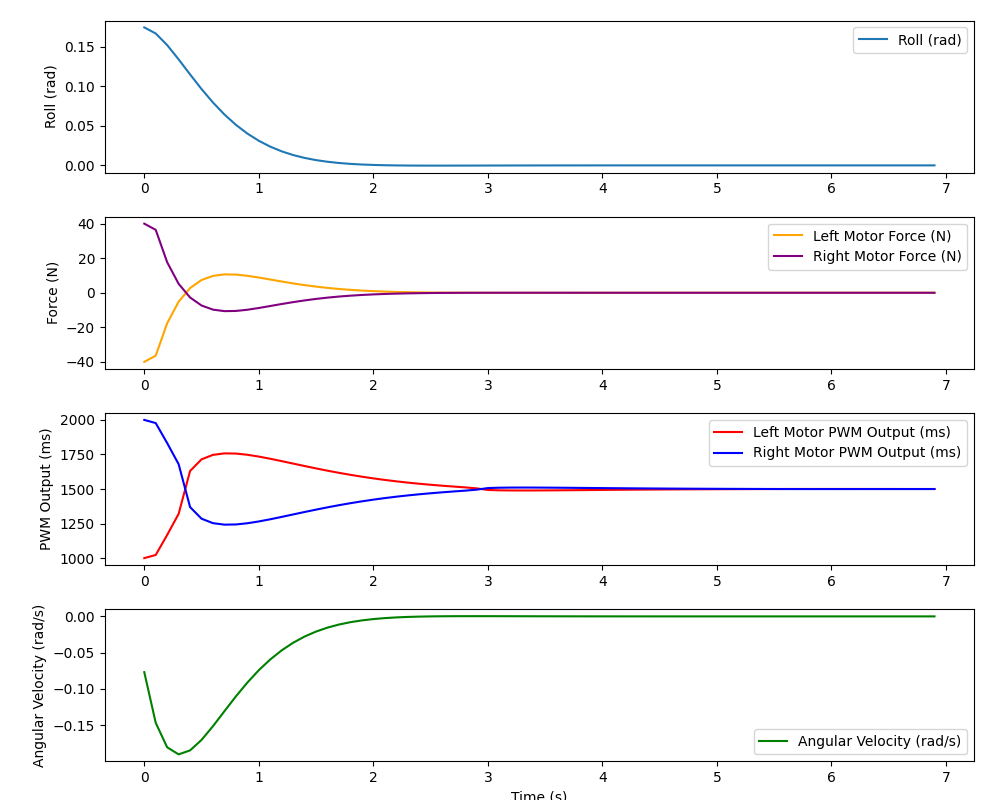 Roll (rad)
0.15
0.10
0.05
0.00
Roll (rad)
0 1 2 3 4 5 6 7
Force (N)
40
20
0
−20
−40
Left Motor Force (N)
Right Motor Force (N)
0 1 2 3 4 5 6 7
PWM Output (ms)
2000
1750
1500
1250
1000
Left Motor PWM Output (ms)
Right Motor PWM Output (ms)
0 1 2 3 4 5 6 7
Angular Velocity (rad/s)
0.00
−0.05
−0.10
−0.15
Angular Velocity (rad/s)
0 1 2 3 4 5 6 7
Time (s)